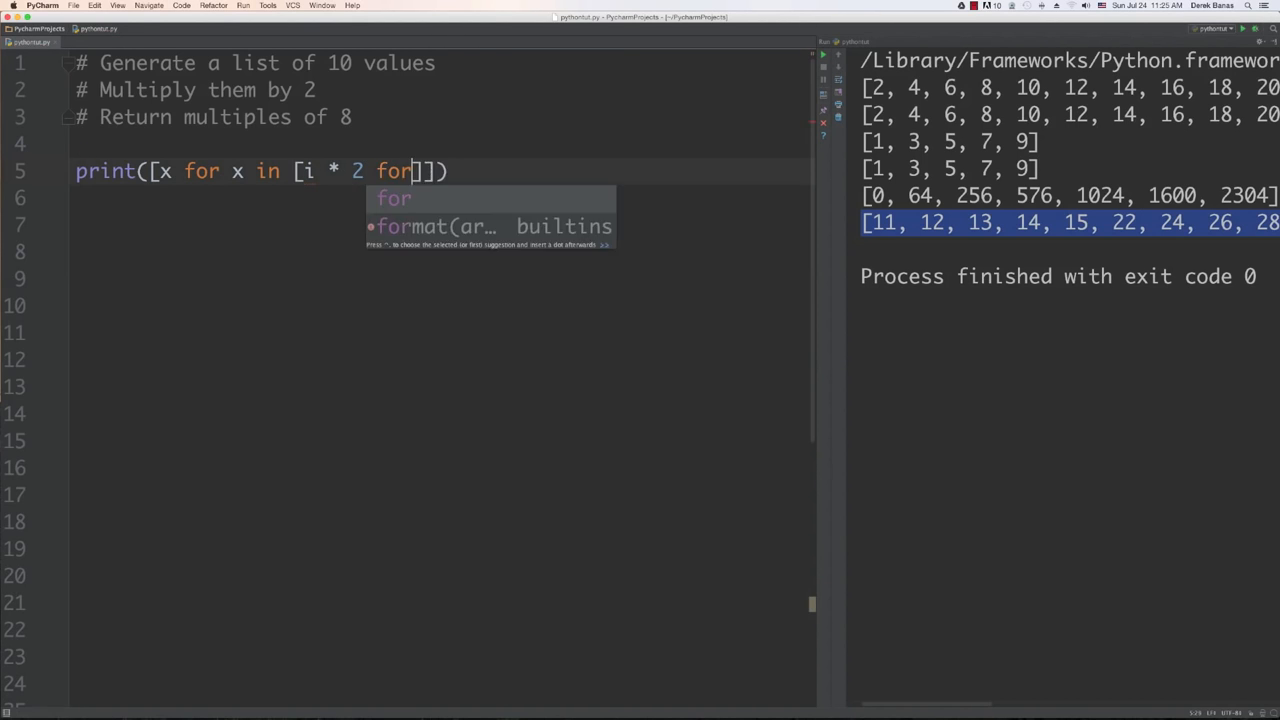 PyCharm File Edit View Navigate Code Refactor Run Tools VCS Window Help 10 Sun Jul 24 11:25 AM Derek Banas
pythontut.py - PycharmProjects - [~/PycharmProjects]
PycharmProjects pythontut.py pythontut
pythontut.py Run: pythontut
1 # Generate a list of 10 values
2 # Multiply them by 2
3 # Return multiples of 8
4
5 print([x for x in [i * 2 for]])
6
7
8
9
10
11
12
13
14
15
16
17
18
19
20
21
22
23
24
25
for
format(ar… builtins
Press ^. to choose the selected (or first) suggestion and insert a dot afterwards >>
/Library/Frameworks/Python.framewor
[2, 4, 6, 8, 10, 12, 14, 16, 18, 20
[2, 4, 6, 8, 10, 12, 14, 16, 18, 20
[1, 3, 5, 7, 9]
[1, 3, 5, 7, 9]
[0, 64, 256, 576, 1024, 1600, 2304]
[11, 12, 13, 14, 15, 22, 24, 26, 28
Process finished with exit code 0
5:29 LF≑ UTF-8≑